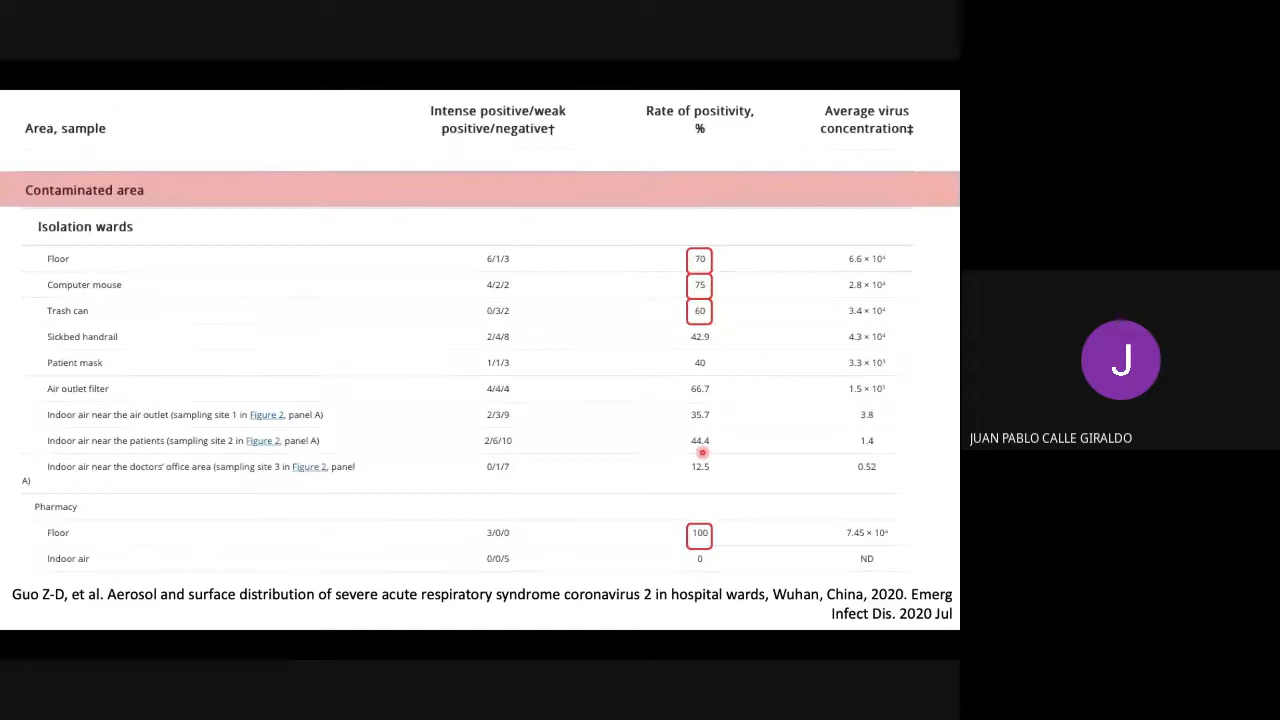 Area, sample
Intense positive/weak
positive/negative†
Rate of positivity,
%
Average virus
concentration‡
Contaminated area
Isolation wards
Floor 6/1/3 70 6.6 × 10⁴
Computer mouse 4/2/2 75 2.8 × 10⁴
Trash can 0/3/2 60 3.4 × 10⁴
Sickbed handrail 2/4/8 42.9 4.3 × 10⁴
Patient mask 1/1/3 40 3.3 × 10³
Air outlet filter 4/4/4 66.7 1.5 × 10⁵
Indoor air near the air outlet (sampling site 1 in Figure 2, panel A) 2/3/9 35.7 3.8
Indoor air near the patients (sampling site 2 in Figure 2, panel A) 2/6/10 44.4 1.4
Indoor air near the doctors’ office area (sampling site 3 in Figure 2, panel 0/1/7 12.5 0.52
A)
Pharmacy
Floor 3/0/0 100 7.45 × 10⁴
Indoor air 0/0/5 0 ND
Guo Z-D, et al. Aerosol and surface distribution of severe acute respiratory syndrome coronavirus 2 in hospital wards, Wuhan, China, 2020. Emerg
Infect Dis. 2020 Jul
J
JUAN PABLO CALLE GIRALDO